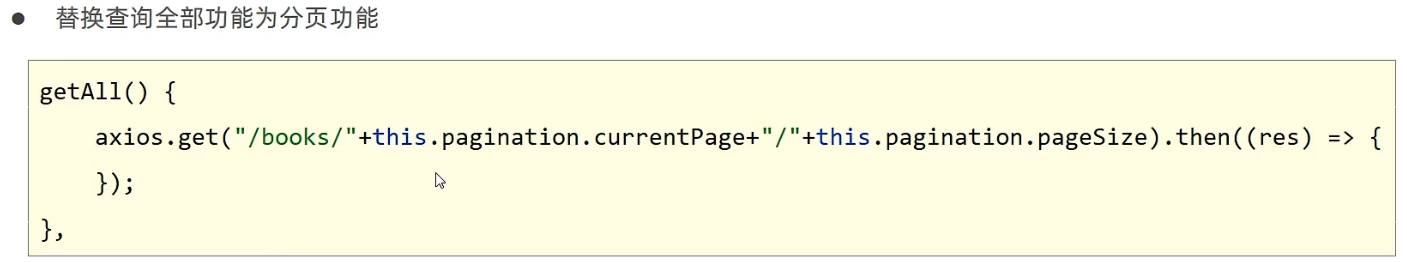 ● 替换查询全部功能为分页功能
getAll() {
    axios.get("/books/"+this.pagination.currentPage+"/"+this.pagination.pageSize).then((res) => {
    });
},